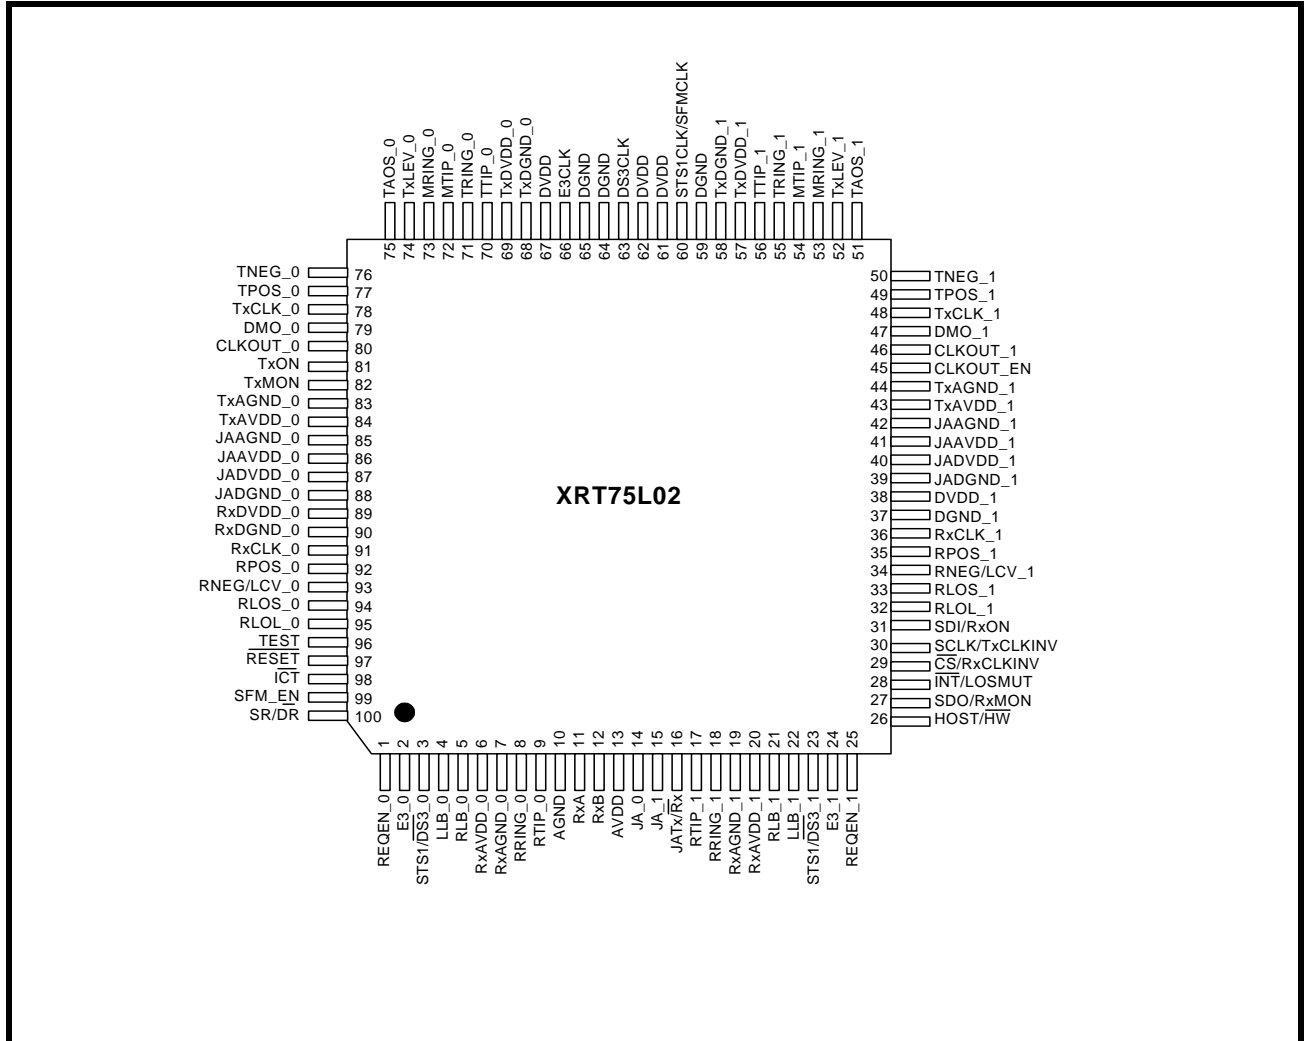 TAOS_0
TxLEV_0
MRING_0
MTIP_0
TRING_0
TTIP_0
TxDVDD_0
TxDGND_0
DVDD
E3CLK
DGND
DGND
DS3CLK
DVDD
DVDD
STS1CLK/SFMCLK
DGND
TxDGND_1
TxDVDD_1
TTIP_1
TRING_1
MTIP_1
MRING_1
TxLEV_1
TAOS_1
75
74
73
72
71
70
69
68
67
66
65
64
63
62
61
60
59
58
57
56
55
54
53
52
51
TNEG_0 76
TPOS_0 77
TxCLK_0 78
DMO_0 79
CLKOUT_0 80
TxON 81
TxMON 82
TxAGND_0 83
TxAVDD_0 84
JAAGND_0 85
JAAVDD_0 86
JADVDD_0 87
JADGND_0 88
RxDVDD_0 89
RxDGND_0 90
RxCLK_0 91
RPOS_0 92
RNEG/LCV_0 93
RLOS_0 94
RLOL_0 95
TEST 96
RESET 97
ICT 98
SFM_EN 99
SR/DR 100
XRT75L02
50 TNEG_1
49 TPOS_1
48 TxCLK_1
47 DMO_1
46 CLKOUT_1
45 CLKOUT_EN
44 TxAGND_1
43 TxAVDD_1
42 JAAGND_1
41 JAAVDD_1
40 JADVDD_1
39 JADGND_1
38 DVDD_1
37 DGND_1
36 RxCLK_1
35 RPOS_1
34 RNEG/LCV_1
33 RLOS_1
32 RLOL_1
31 SDI/RxON
30 SCLK/TxCLKINV
29 CS/RxCLKINV
28 INT/LOSMUT
27 SDO/RxMON
26 HOST/HW
1
2
3
4
5
6
7
8
9
10
11
12
13
14
15
16
17
18
19
20
21
22
23
24
25
REQEN_0
E3_0
STS1/DS3_0
LLB_0
RLB_0
RxAVDD_0
RxAGND_0
RRING_0
RTIP_0
AGND
RxA
RxB
AVDD
JA_0
JA_1
JATx/Rx
RTIP_1
RRING_1
RxAGND_1
RxAVDD_1
RLB_1
LLB_1
STS1/DS3_1
E3_1
REQEN_1